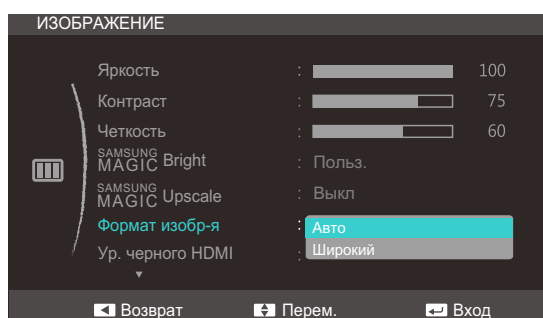 ИЗОБРАЖЕНИЕ
Яркость : 100
Контраст : 75
Четкость : 60
SAMSUNG MAGIC Bright : Польз.
SAMSUNG MAGIC Upscale : Выкл
Формат изобр-я : Авто
Широкий
Ур. черного HDMI :
Возврат Перем. Вход